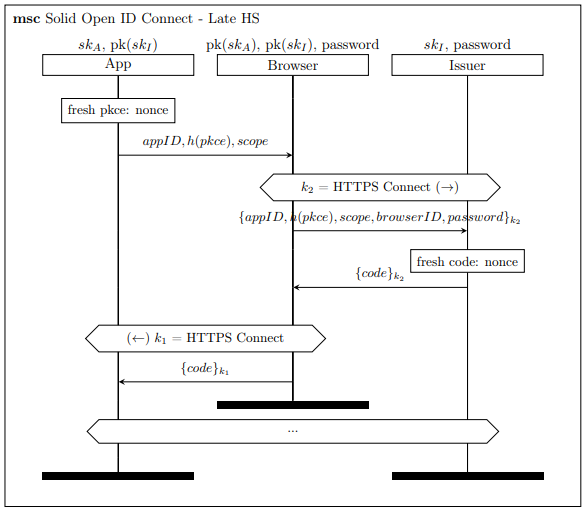 msc Solid Open ID Connect - Late HS
sk_A, pk(sk_I)
pk(sk_A), pk(sk_I), password
sk_I, password
App
Browser
Issuer
fresh pkce: nonce
appID, h(pkce), scope
k_2 = HTTPS Connect (→)
{appID, h(pkce), scope, browserID, password}_{k_2}
fresh code: nonce
{code}_{k_2}
(←) k_1 = HTTPS Connect
{code}_{k_1}
...